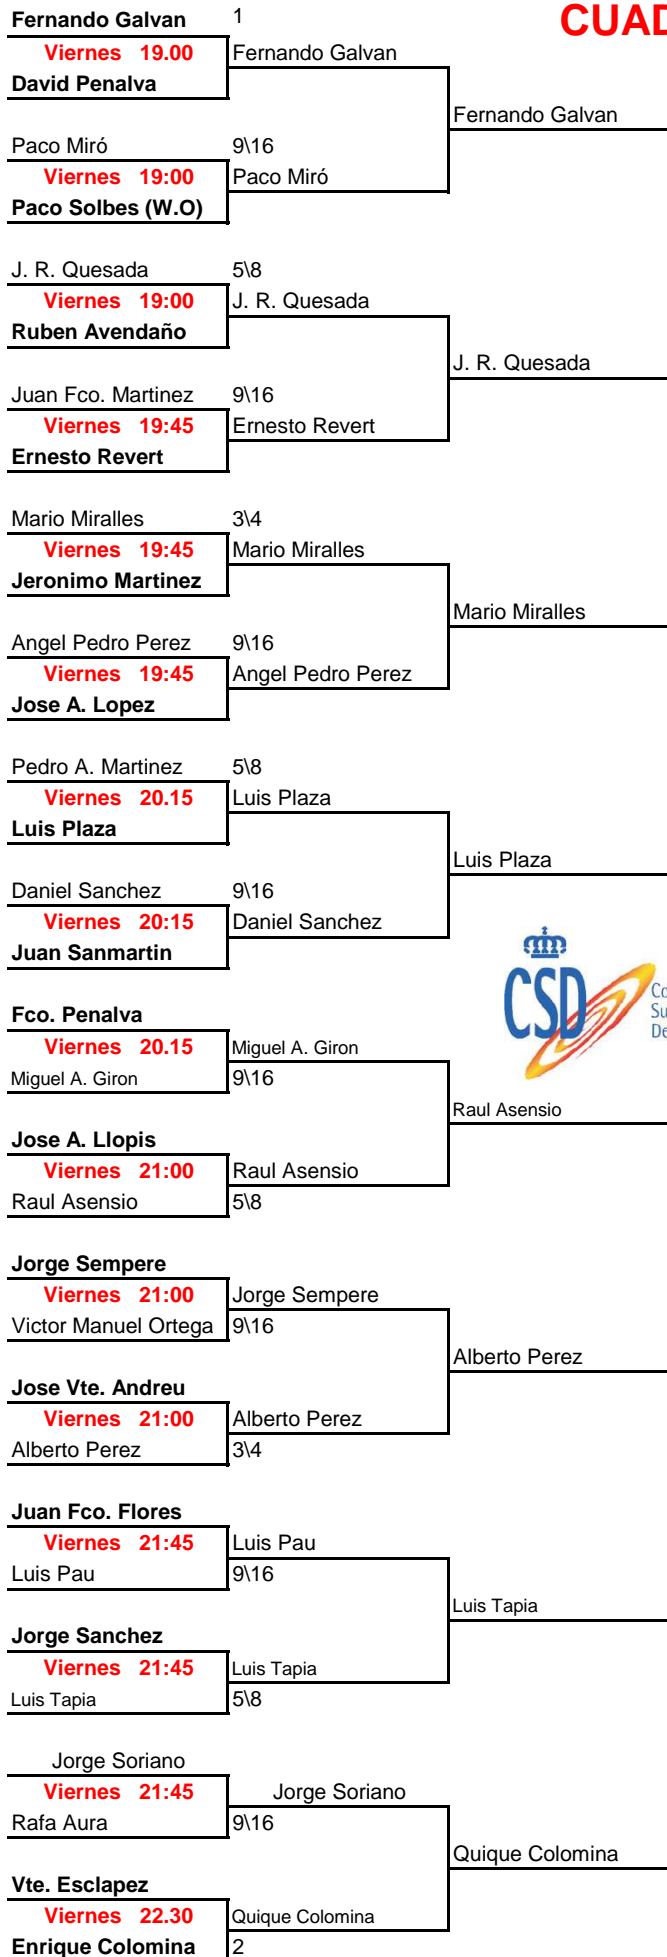 Fernando Galvan 1
CUAD
Viernes 19.00 Fernando Galvan
David Penalva
Fernando Galvan
Paco Miró 9\16
Viernes 19:00 Paco Miró
Paco Solbes (W.O)
J. R. Quesada 5\8
Viernes 19:00 J. R. Quesada
Ruben Avendaño
J. R. Quesada
Juan Fco. Martinez 9\16
Viernes 19:45 Ernesto Revert
Ernesto Revert
Mario Miralles 3\4
Viernes 19:45 Mario Miralles
Jeronimo Martinez
Mario Miralles
Angel Pedro Perez 9\16
Viernes 19:45 Angel Pedro Perez
Jose A. Lopez
Pedro A. Martinez 5\8
Viernes 20.15 Luis Plaza
Luis Plaza
Luis Plaza
Daniel Sanchez 9\16
Viernes 20:15 Daniel Sanchez
Juan Sanmartin
CSD
Co
Su
De
Fco. Penalva
Viernes 20.15 Miguel A. Giron
Miguel A. Giron 9\16
Raul Asensio
Jose A. Llopis
Viernes 21:00 Raul Asensio
Raul Asensio 5\8
Jorge Sempere
Viernes 21:00 Jorge Sempere
Victor Manuel Ortega 9\16
Alberto Perez
Jose Vte. Andreu
Viernes 21:00 Alberto Perez
Alberto Perez 3\4
Juan Fco. Flores
Viernes 21:45 Luis Pau
Luis Pau 9\16
Luis Tapia
Jorge Sanchez
Viernes 21:45 Luis Tapia
Luis Tapia 5\8
Jorge Soriano
Viernes 21:45 Jorge Soriano
Rafa Aura 9\16
Quique Colomina
Vte. Esclapez
Viernes 22.30 Quique Colomina
Enrique Colomina 2